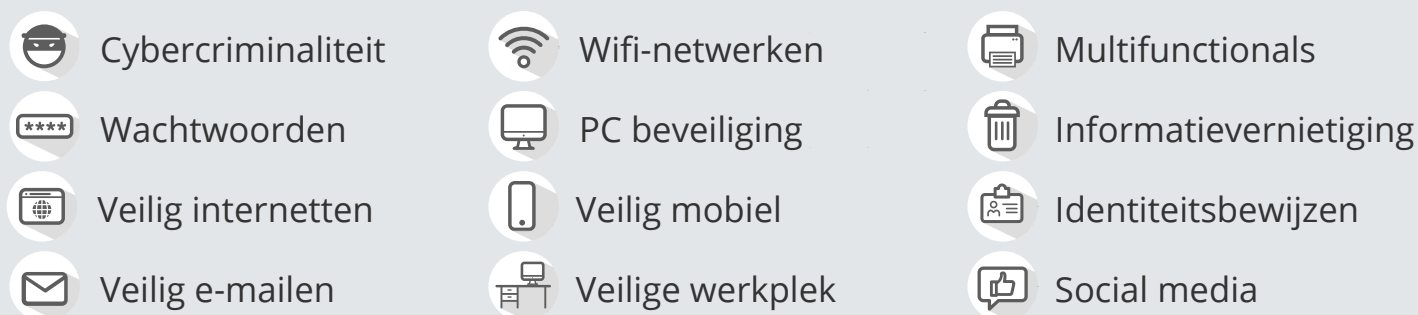 Cybercriminaliteit
Wachtwoorden
Veilig internetten
Veilig e-mailen
Wifi-netwerken
PC beveiliging
Veilig mobiel
Veilige werkplek
Multifunctionals
Informatievernietiging
Identiteitsbewijzen
Social media